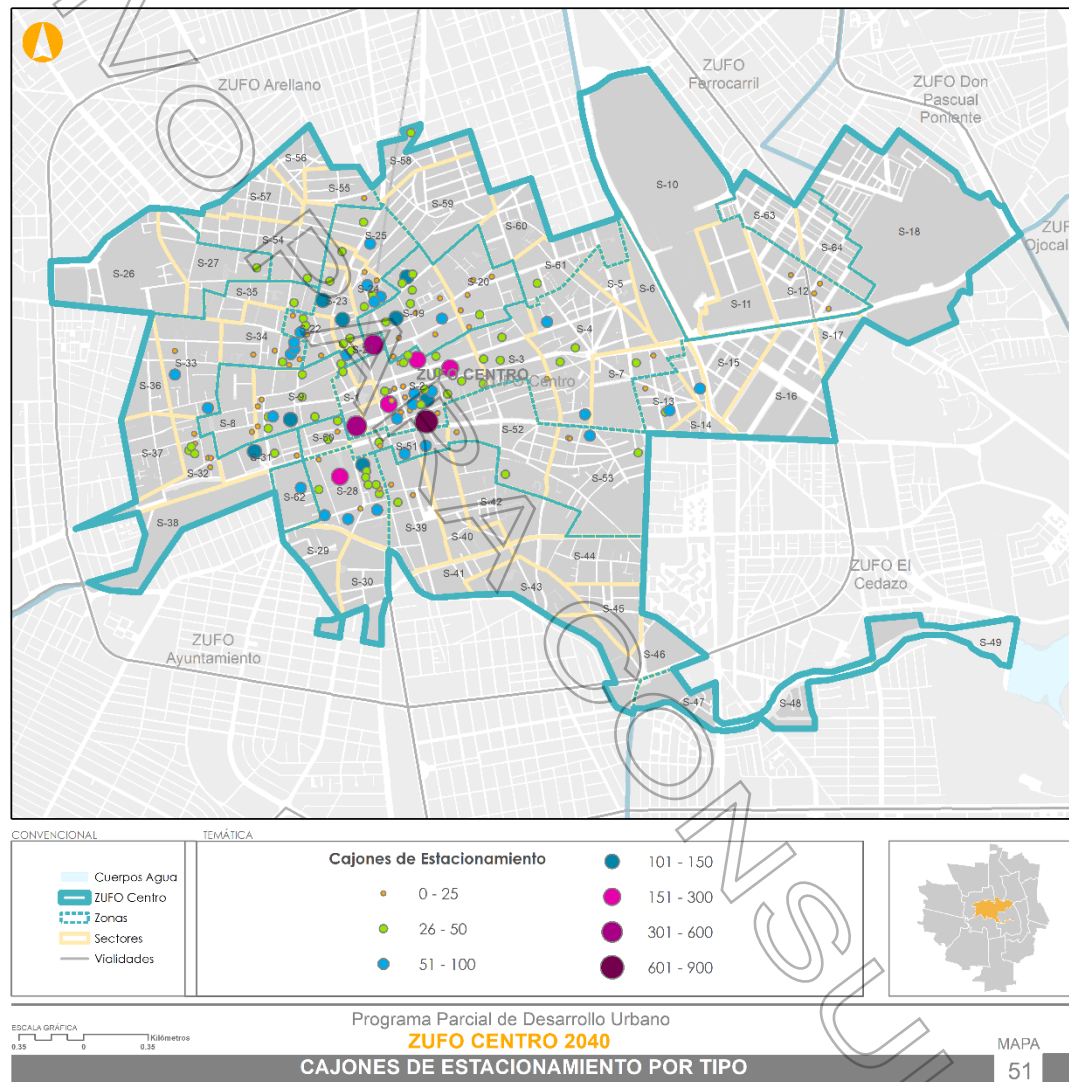 ZUFO Arellano
ZUFO
Ferrocarril
ZUFO Don
Pascual
Poniente
ZUF
Ojocal
S-56
S-58
S-55
S-57
S-59
S-10
S-63
S-18
S-60
S-64
S-25
S-54
S-26
S-27
S-61
S-5
S-6
S-20
S-24
S-12
S-35
S-23
S-11
S-19
S-22
S-4
S-17
S-34
S-33
S-3
S-15
S-7
ZUFO CENTRO
ZUFO Centro
S-36
S-2
S-1
S-9
S-16
S-13
S-8
S-14
S-52
S-50
S-51
S-37
S-31
S-32
S-53
S-62
S-28
S-42
S-38
S-39
S-40
S-29
S-44
S-41
S-30
S-43
S-45
ZUFO El
Cedazo
ZUFO
Ayuntamiento
S-49
S-46
S-47
S-48
CONVENCIONAL
Cuerpos Agua
ZUFO Centro
Zonas
Sectores
Vialidades
TEMÁTICA
Cajones de Estacionamiento
0 - 25
26 - 50
51 - 100
101 - 150
151 - 300
301 - 600
601 - 900
ESCALA GRÁFICA
Kilómetros
0.35 0 0.35
Programa Parcial de Desarrollo Urbano
ZUFO CENTRO 2040
CAJONES DE ESTACIONAMIENTO POR TIPO
MAPA
51